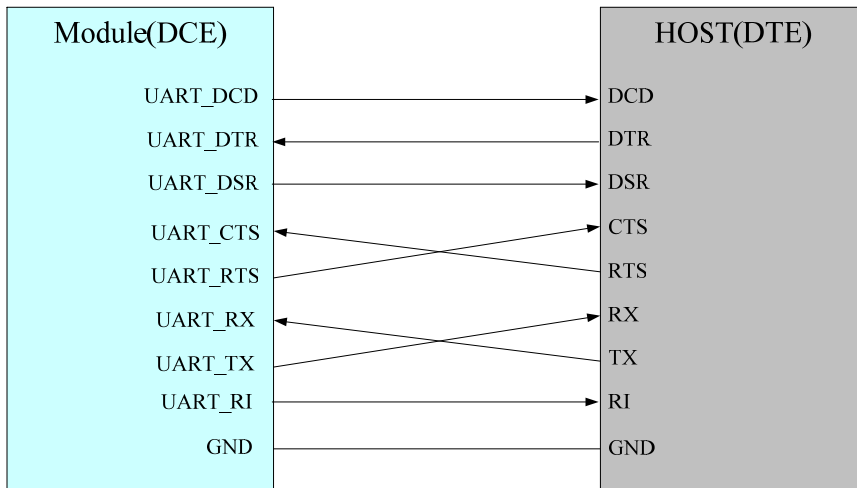 Module(DCE)
UART_DCD
UART_DTR
UART_DSR
UART_CTS
UART_RTS
UART_RX
UART_TX
UART_RI
GND
HOST(DTE)
DCD
DTR
DSR
CTS
RTS
RX
TX
RI
GND